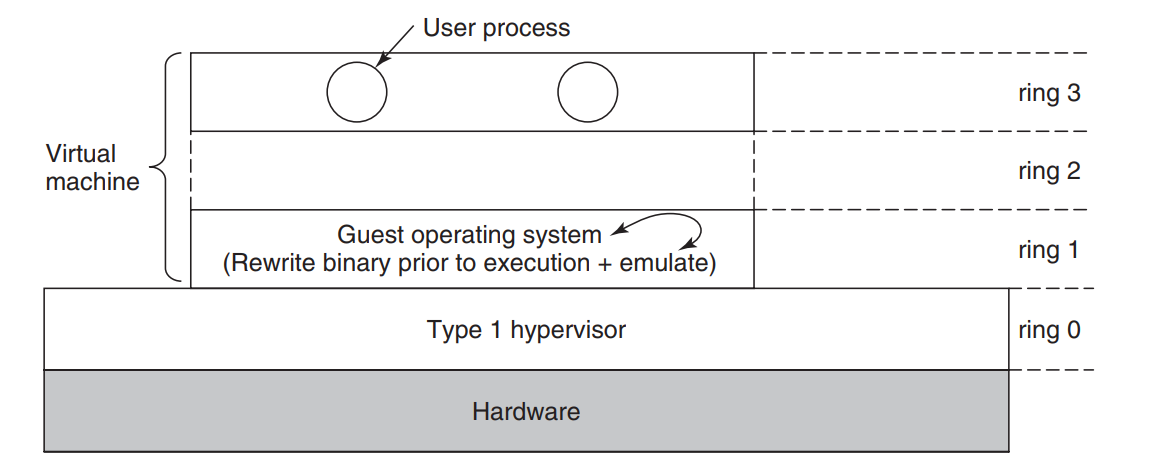 User process
ring 3
Virtual
machine
ring 2
Guest operating system
(Rewrite binary prior to execution + emulate)
ring 1
Type 1 hypervisor
ring 0
Hardware